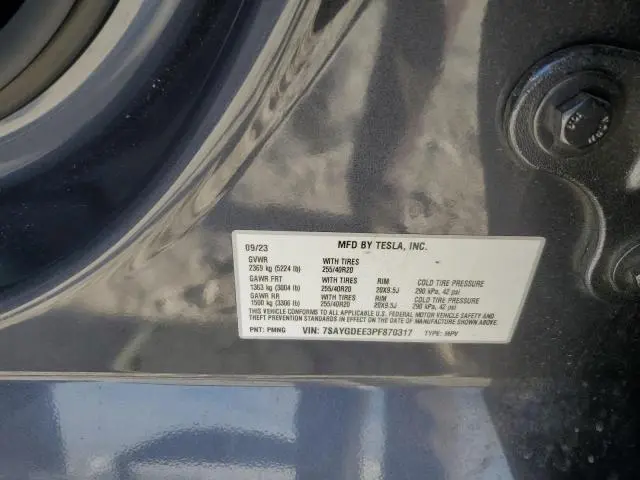 09/23 MFD BY TESLA, INC.
GVWR WITH TIRES
2369 kg (5224 lb) 255/40R20
GAWR FRT WITH TIRES RIM COLD TIRE PRESSURE
1363 kg (3004 lb) 255/40R20 20X9.5J 290 kPa, 42 psi
GAWR RR WITH TIRES RIM COLD TIRE PRESSURE
1500 kg (3306 lb) 255/40R20 20X9.5J 290 kPa, 42 psi
THIS VEHICLE CONFORMS TO ALL APPLICABLE U.S. FEDERAL MOTOR VEHICLE SAFETY AND
THEFT PREVENTION STANDARDS IN EFFECT ON THE DATE OF MANUFACTURE SHOWN ABOVE.
PNT: PMNG VIN: 7SAYGDEE3PF870317 TYPE: MPV